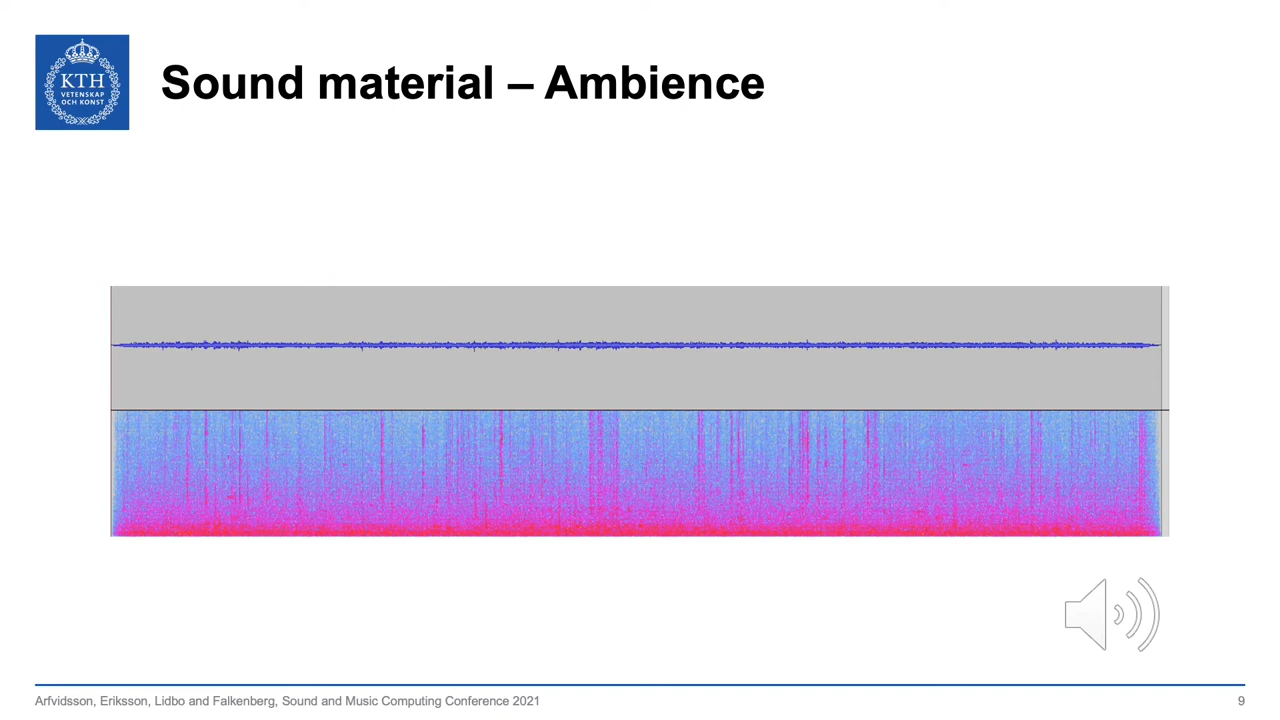 KTH
VETENSKAP
OCH KONST
Sound material – Ambience
Arfvidsson, Eriksson, Lidbo and Falkenberg, Sound and Music Computing Conference 2021
9